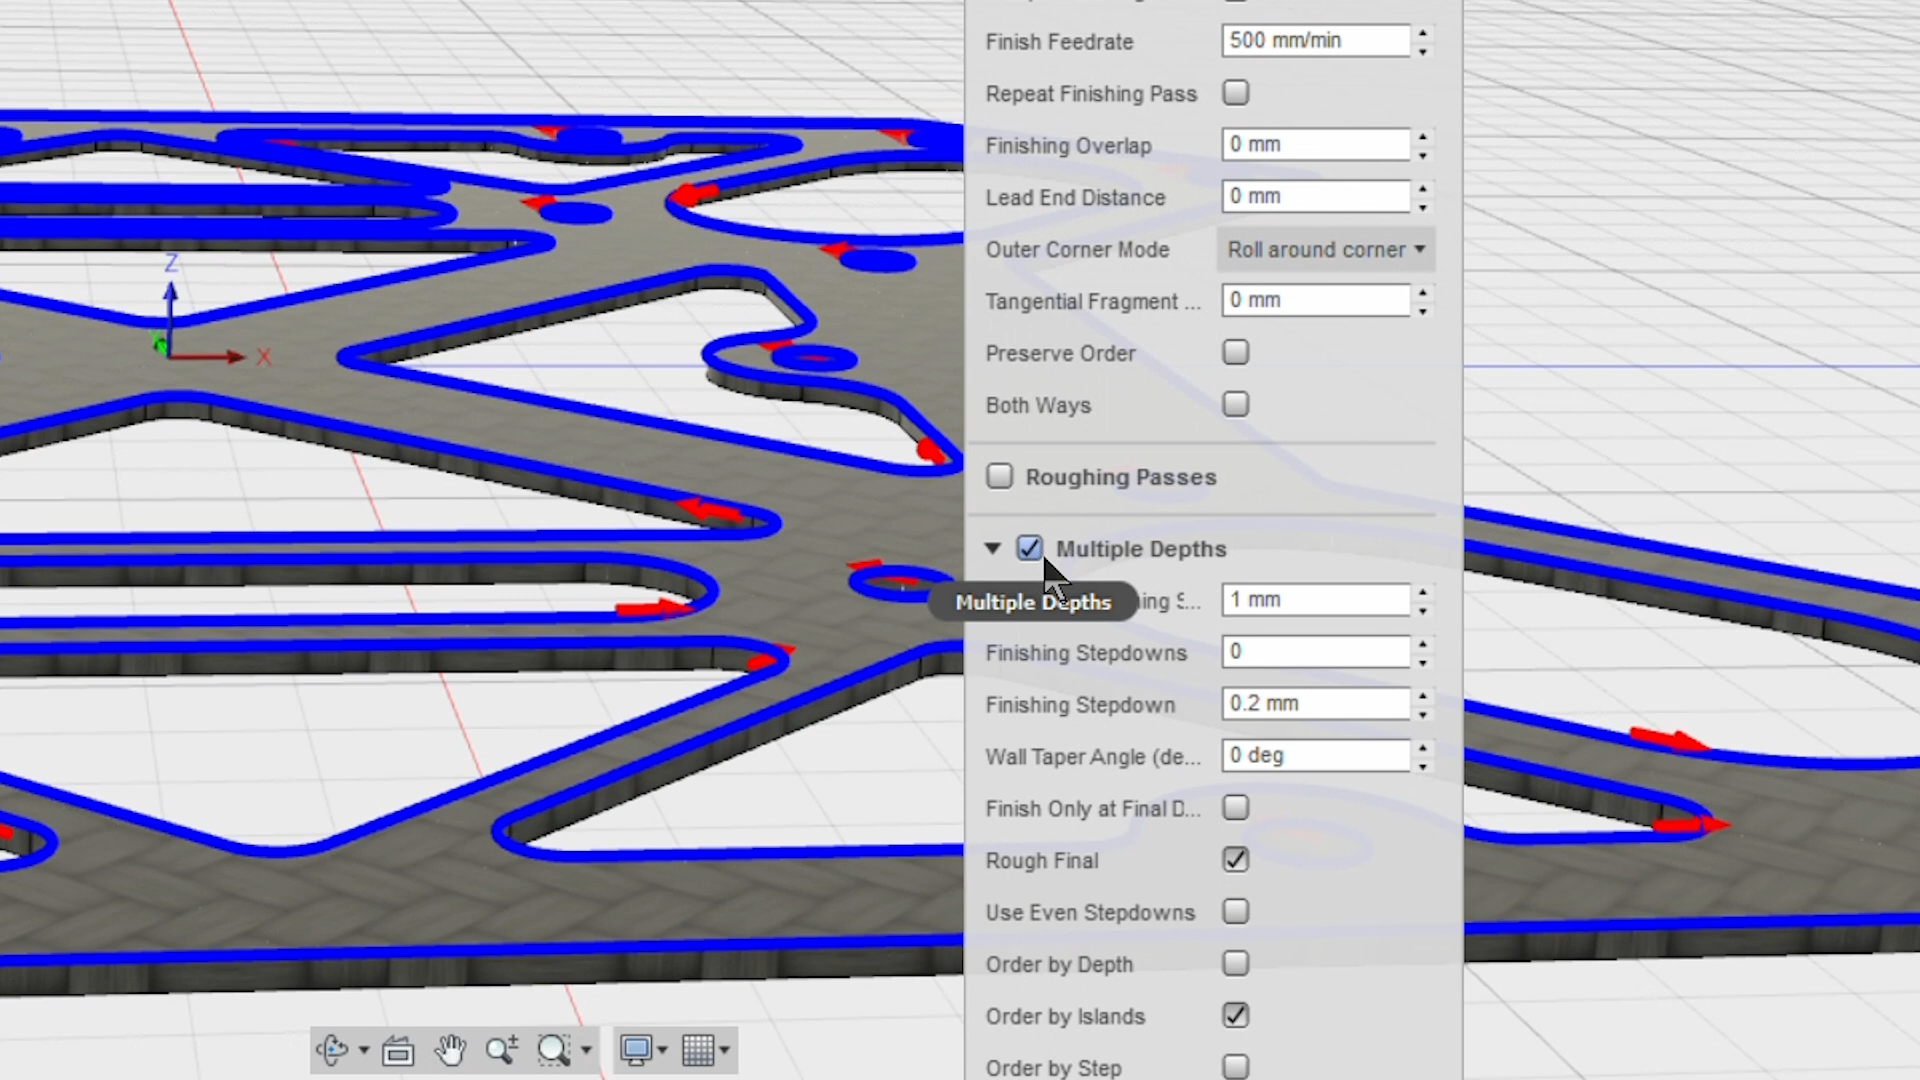 Finish Feedrate 500 mm/min
Repeat Finishing Pass
Finishing Overlap 0 mm
Lead End Distance 0 mm
Outer Corner Mode Roll around corner
Tangential Fragment ... 0 mm
Preserve Order
Both Ways
Roughing Passes
Multiple Depths
Multiple Depths ing S... 1 mm
Finishing Stepdowns 0
Finishing Stepdown 0.2 mm
Wall Taper Angle (de... 0 deg
Finish Only at Final D...
Rough Final
Use Even Stepdowns
Order by Depth
Order by Islands
Order by Step
Z
X